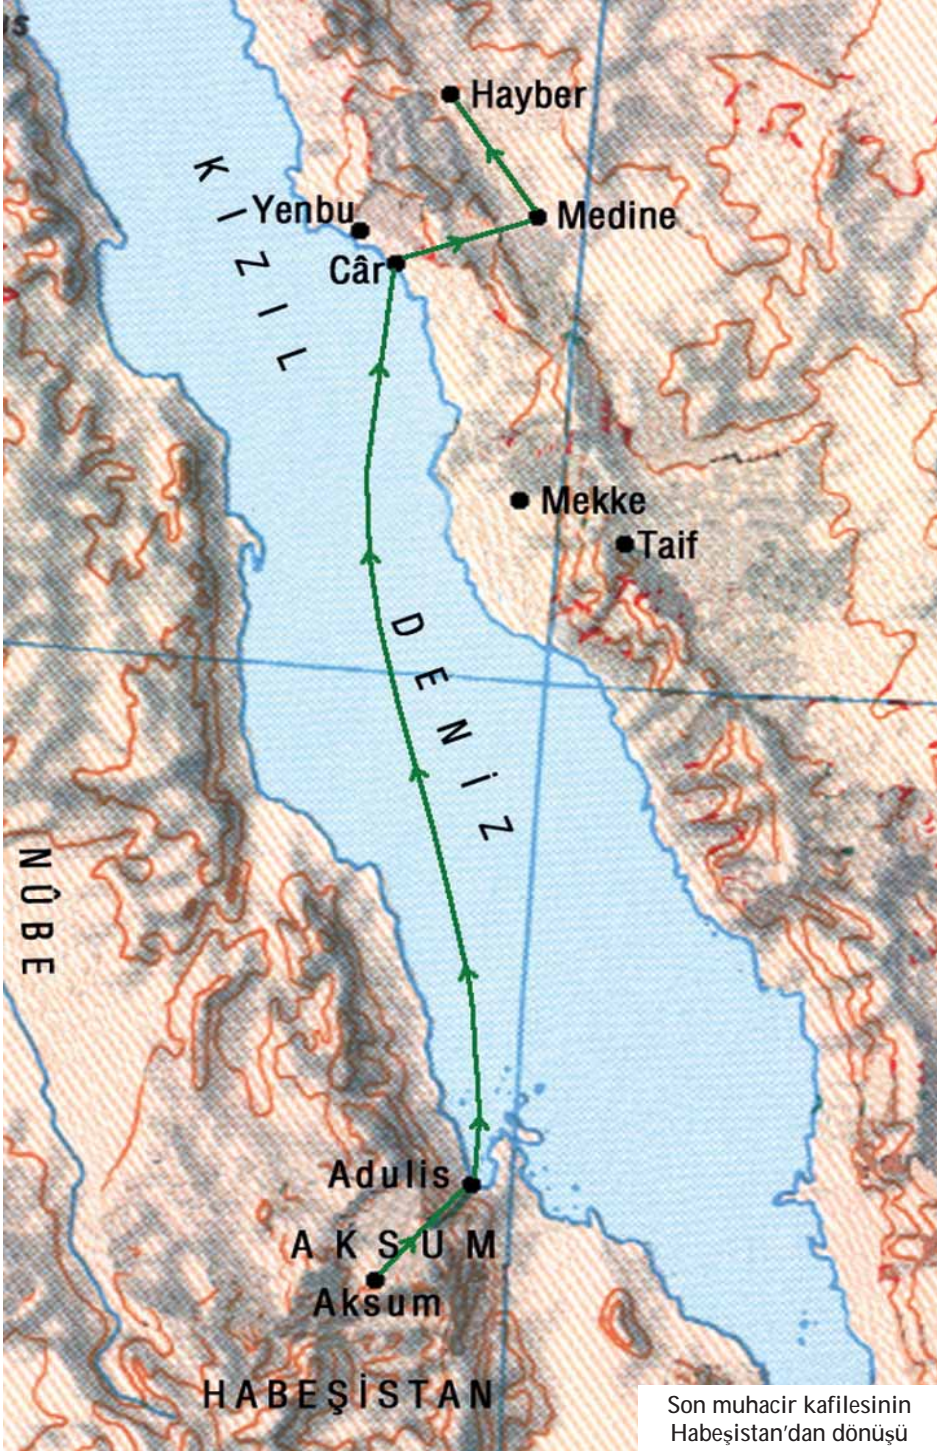 Hayber
Medine
Yenbu
Câr
KIZIL
Mekke
Taif
DENİZ
NÛBE
Adulis
AKSUM
Aksum
HABEŞİSTAN
Son muhacir kafilesinin
Habeşistan'dan dönüşü